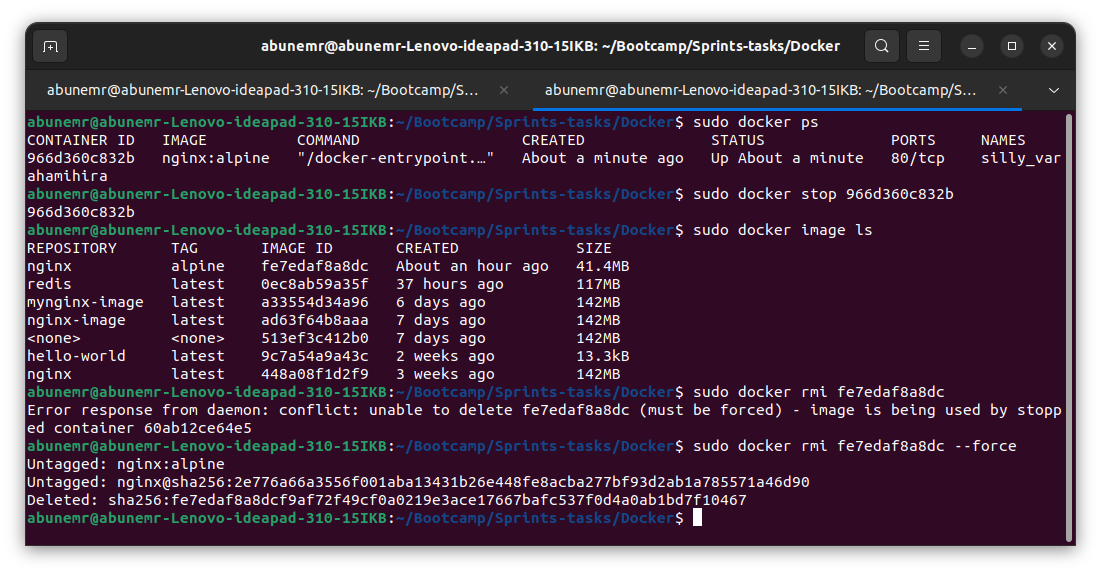 abunemr@abunemr-Lenovo-ideapad-310-15IKB: ~/Bootcamp/Sprints-tasks/Docker
abunemr@abunemr-Lenovo-ideapad-310-15IKB: ~/Bootcamp/S… × abunemr@abunemr-Lenovo-ideapad-310-15IKB: ~/Bootcamp/S… ×
abunemr@abunemr-Lenovo-ideapad-310-15IKB:~/Bootcamp/Sprints-tasks/Docker$ sudo docker ps
CONTAINER ID   IMAGE          COMMAND                  CREATED              STATUS              PORTS     NAMES
966d360c832b   nginx:alpine   "/docker-entrypoint.…"   About a minute ago   Up About a minute   80/tcp    silly_var
ahamihira
abunemr@abunemr-Lenovo-ideapad-310-15IKB:~/Bootcamp/Sprints-tasks/Docker$ sudo docker stop 966d360c832b
966d360c832b
abunemr@abunemr-Lenovo-ideapad-310-15IKB:~/Bootcamp/Sprints-tasks/Docker$ sudo docker image ls
REPOSITORY      TAG       IMAGE ID       CREATED             SIZE
nginx           alpine    fe7edaf8a8dc   About an hour ago   41.4MB
redis           latest    0ec8ab59a35f   37 hours ago        117MB
mynginx-image   latest    a33554d34a96   6 days ago          142MB
nginx-image     latest    ad63f64b8aaa   7 days ago          142MB
<none>          <none>    513ef3c412b0   7 days ago          142MB
hello-world     latest    9c7a54a9a43c   2 weeks ago         13.3kB
nginx           latest    448a08f1d2f9   3 weeks ago         142MB
abunemr@abunemr-Lenovo-ideapad-310-15IKB:~/Bootcamp/Sprints-tasks/Docker$ sudo docker rmi fe7edaf8a8dc
Error response from daemon: conflict: unable to delete fe7edaf8a8dc (must be forced) - image is being used by stopp
ed container 60ab12ce64e5
abunemr@abunemr-Lenovo-ideapad-310-15IKB:~/Bootcamp/Sprints-tasks/Docker$ sudo docker rmi fe7edaf8a8dc --force
Untagged: nginx:alpine
Untagged: nginx@sha256:2e776a66a3556f001aba13431b26e448fe8acba277bf93d2ab1a785571a46d90
Deleted: sha256:fe7edaf8a8dcf9af72f49cf0a0219e3ace17667bafc537f0d4a0ab1bd7f10467
abunemr@abunemr-Lenovo-ideapad-310-15IKB:~/Bootcamp/Sprints-tasks/Docker$